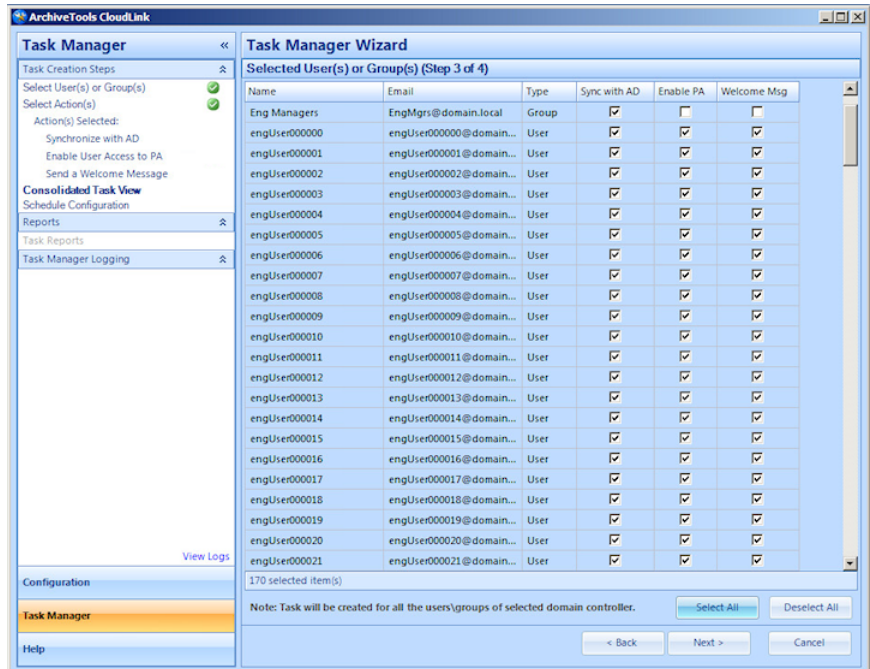 ArchiveTools CloudLink
Task Manager «
Task Creation Steps
Select User(s) or Group(s)
Select Action(s)
Action(s) Selected:
Synchronize with AD
Enable User Access to PA
Send a Welcome Message
Consolidated Task View
Schedule Configuration
Reports
Task Reports
Task Manager Logging
View Logs
Configuration
Task Manager
Help
Task Manager Wizard
Selected User(s) or Group(s) (Step 3 of 4)
Name Email Type Sync with AD Enable PA Welcome Msg
Eng Managers EngMgrs@domain.local Group
engUser000000 engUser000000@domain... User
engUser000001 engUser000001@domain... User
engUser000002 engUser000002@domain... User
engUser000003 engUser000003@domain... User
engUser000004 engUser000004@domain... User
engUser000005 engUser000005@domain... User
engUser000006 engUser000006@domain... User
engUser000007 engUser000007@domain... User
engUser000008 engUser000008@domain... User
engUser000009 engUser000009@domain... User
engUser000010 engUser000010@domain... User
engUser000011 engUser000011@domain... User
engUser000012 engUser000012@domain... User
engUser000013 engUser000013@domain... User
engUser000014 engUser000014@domain... User
engUser000015 engUser000015@domain... User
engUser000016 engUser000016@domain... User
engUser000017 engUser000017@domain... User
engUser000018 engUser000018@domain... User
engUser000019 engUser000019@domain... User
engUser000020 engUser000020@domain... User
engUser000021 engUser000021@domain... User
170 selected item(s)
Note: Task will be created for all the users\groups of selected domain controller. Select All Deselect All
< Back Next > Cancel